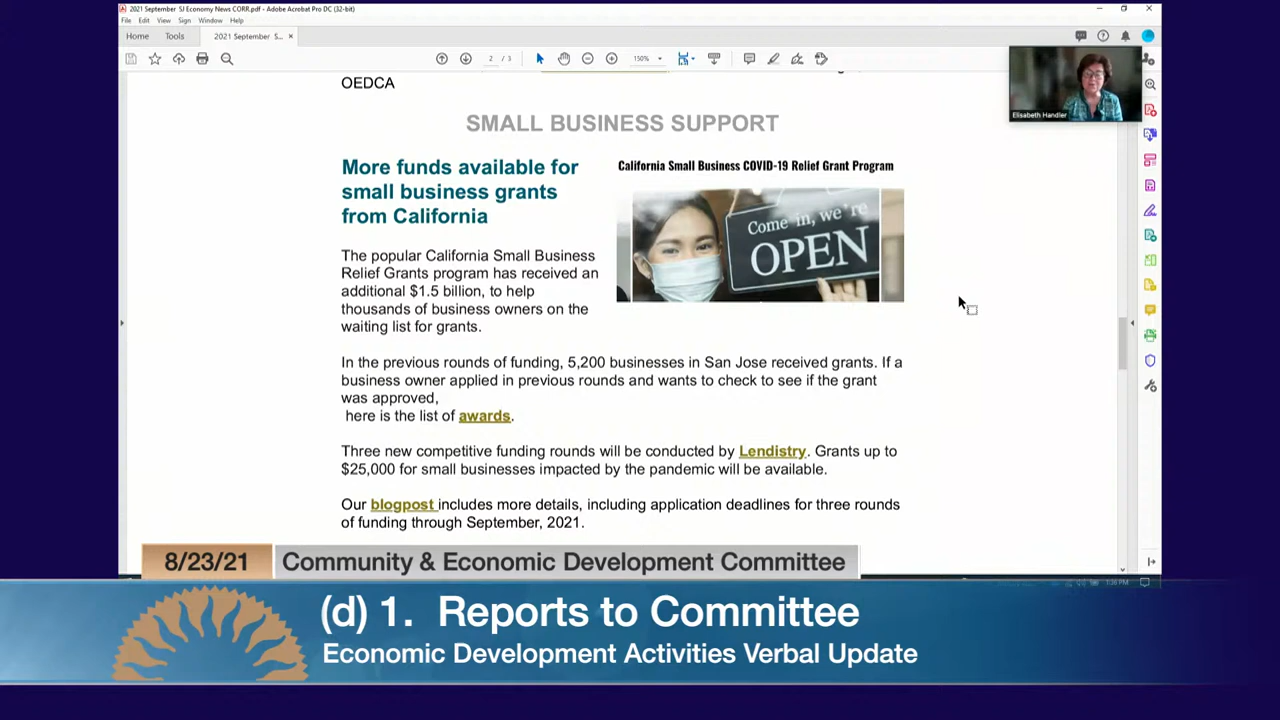 2021 September SJ Economy News CORR.pdf - Adobe Acrobat Pro DC (32-bit)
File Edit View Sign Window Help
Home Tools 2021 September S... ×
2 / 3 150%
OEDCA
Elisabeth Handler
SMALL BUSINESS SUPPORT
More funds available for
small business grants
from California
California Small Business COVID-19 Relief Grant Program
Come in, we're
OPEN
The popular California Small Business
Relief Grants program has received an
additional $1.5 billion, to help
thousands of business owners on the
waiting list for grants.
In the previous rounds of funding, 5,200 businesses in San Jose received grants. If a
business owner applied in previous rounds and wants to check to see if the grant
was approved,
here is the list of awards.
Three new competitive funding rounds will be conducted by Lendistry. Grants up to
$25,000 for small businesses impacted by the pandemic will be available.
Our blogpost includes more details, including application deadlines for three rounds
of funding through September, 2021.
8/23/21 Community & Economic Development Committee
1:36 PM
(d) 1. Reports to Committee
Economic Development Activities Verbal Update